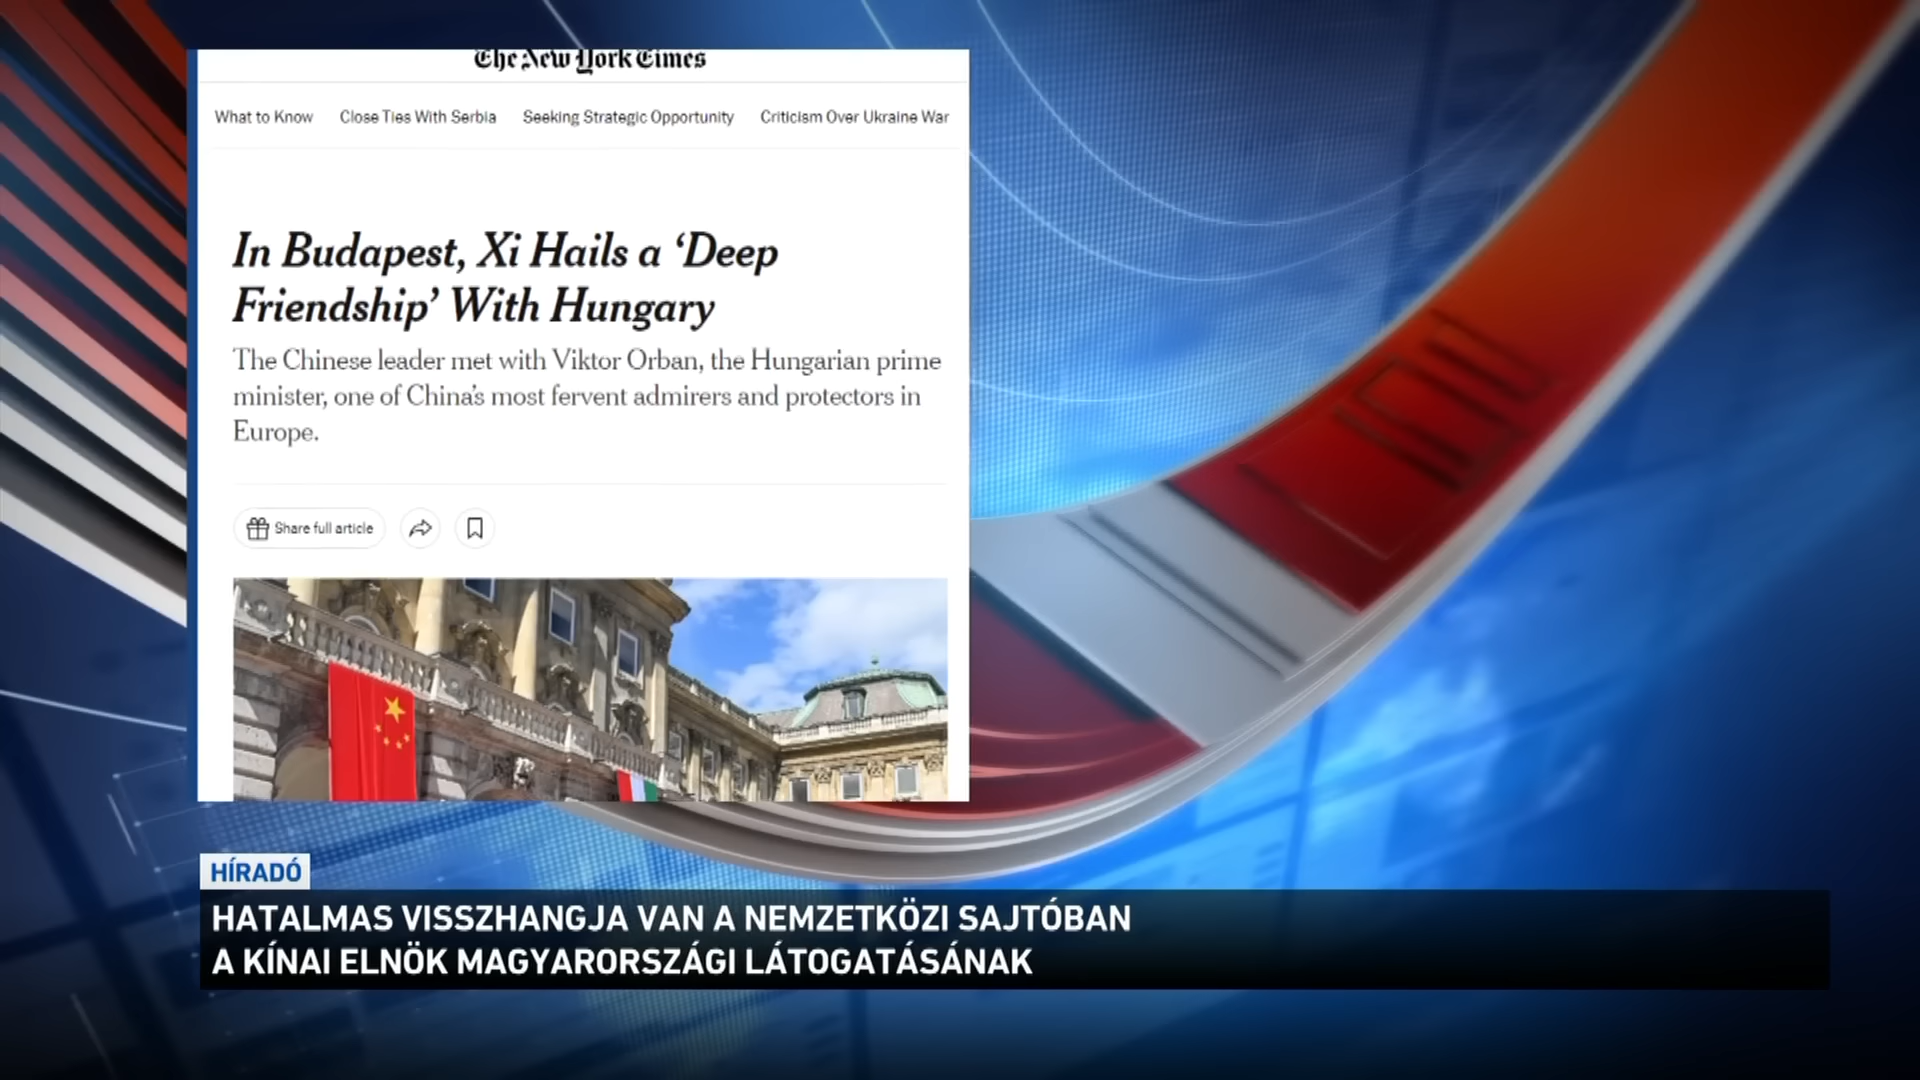 The New York Times
What to Know Close Ties With Serbia Seeking Strategic Opportunity Criticism Over Ukraine War
In Budapest, Xi Hails a ‘Deep
Friendship’ With Hungary
The Chinese leader met with Viktor Orban, the Hungarian prime
minister, one of China’s most fervent admirers and protectors in
Europe.
Share full article
HÍRADÓ
HATALMAS VISSZHANGJA VAN A NEMZETKÖZI SAJTÓBAN
A KÍNAI ELNÖK MAGYARORSZÁGI LÁTOGATÁSÁNAK